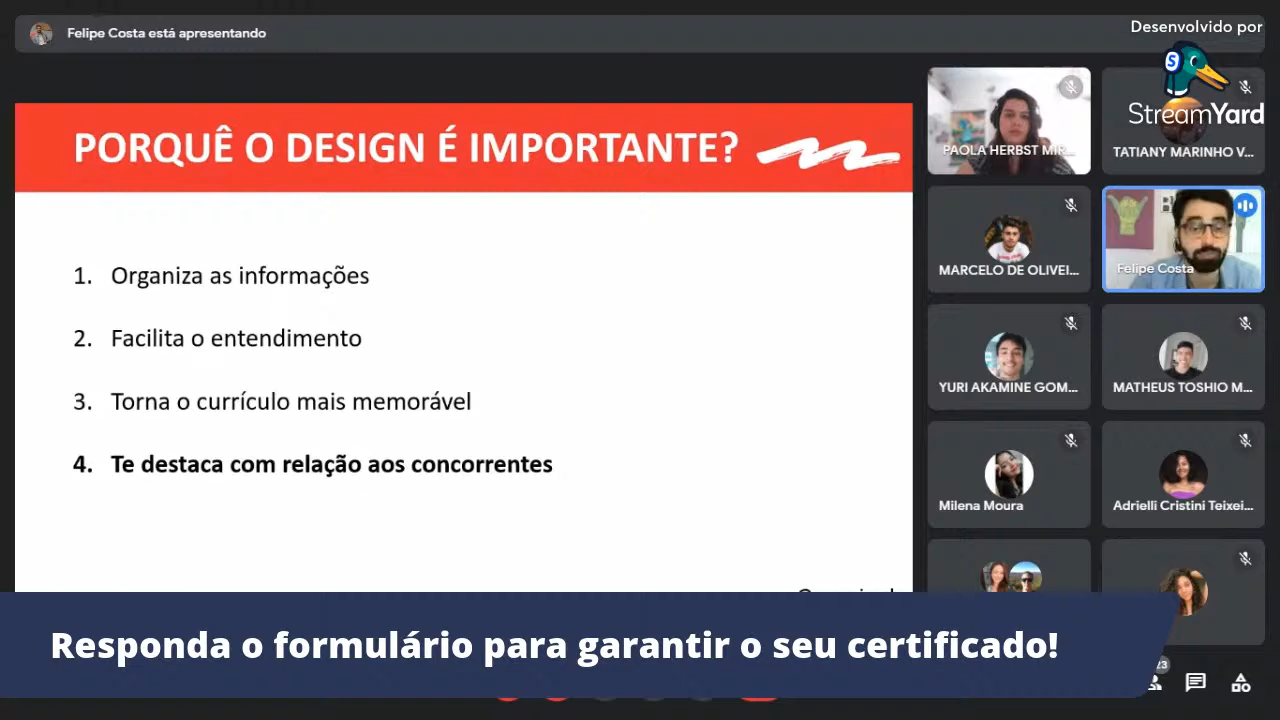 Felipe Costa está apresentando
Desenvolvido por
StreamYard
PORQUÊ O DESIGN É IMPORTANTE?
1. Organiza as informações
2. Facilita o entendimento
3. Torna o currículo mais memorável
4. Te destaca com relação aos concorrentes
PAOLA HERBST MIR...
TATIANY MARINHO V...
MARCELO DE OLIVEI...
Felipe Costa
YURI AKAMINE GOM...
MATHEUS TOSHIO M...
Milena Moura
Adrielli Cristini Teixei...
Responda o formulário para garantir o seu certificado!